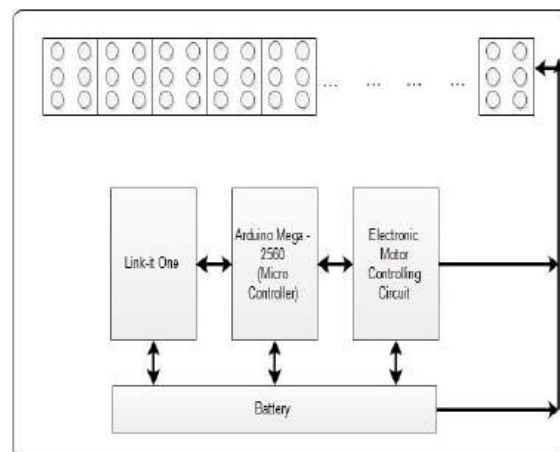 ... ... ... ...
Link-it One
Arduino Mega -
2560
(Micro
Controller)
Electronic
Motor
Controlling
Circuit
Battery